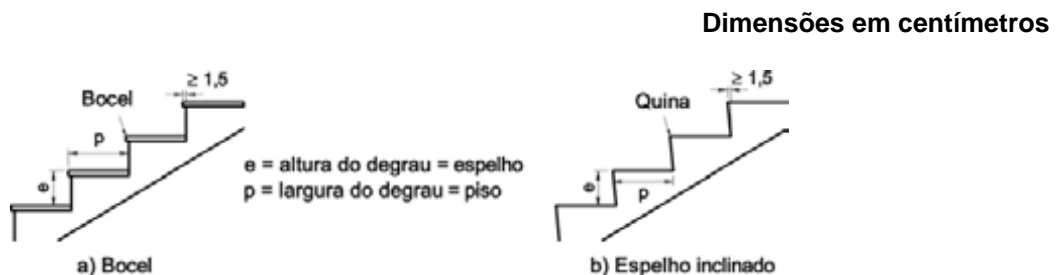 Dimensões em centímetros
≥ 1,5
Bocel
p
e
e = altura do degrau = espelho
p = largura do degrau = piso
a) Bocel
≥ 1,5
Quina
e
p
b) Espelho inclinado